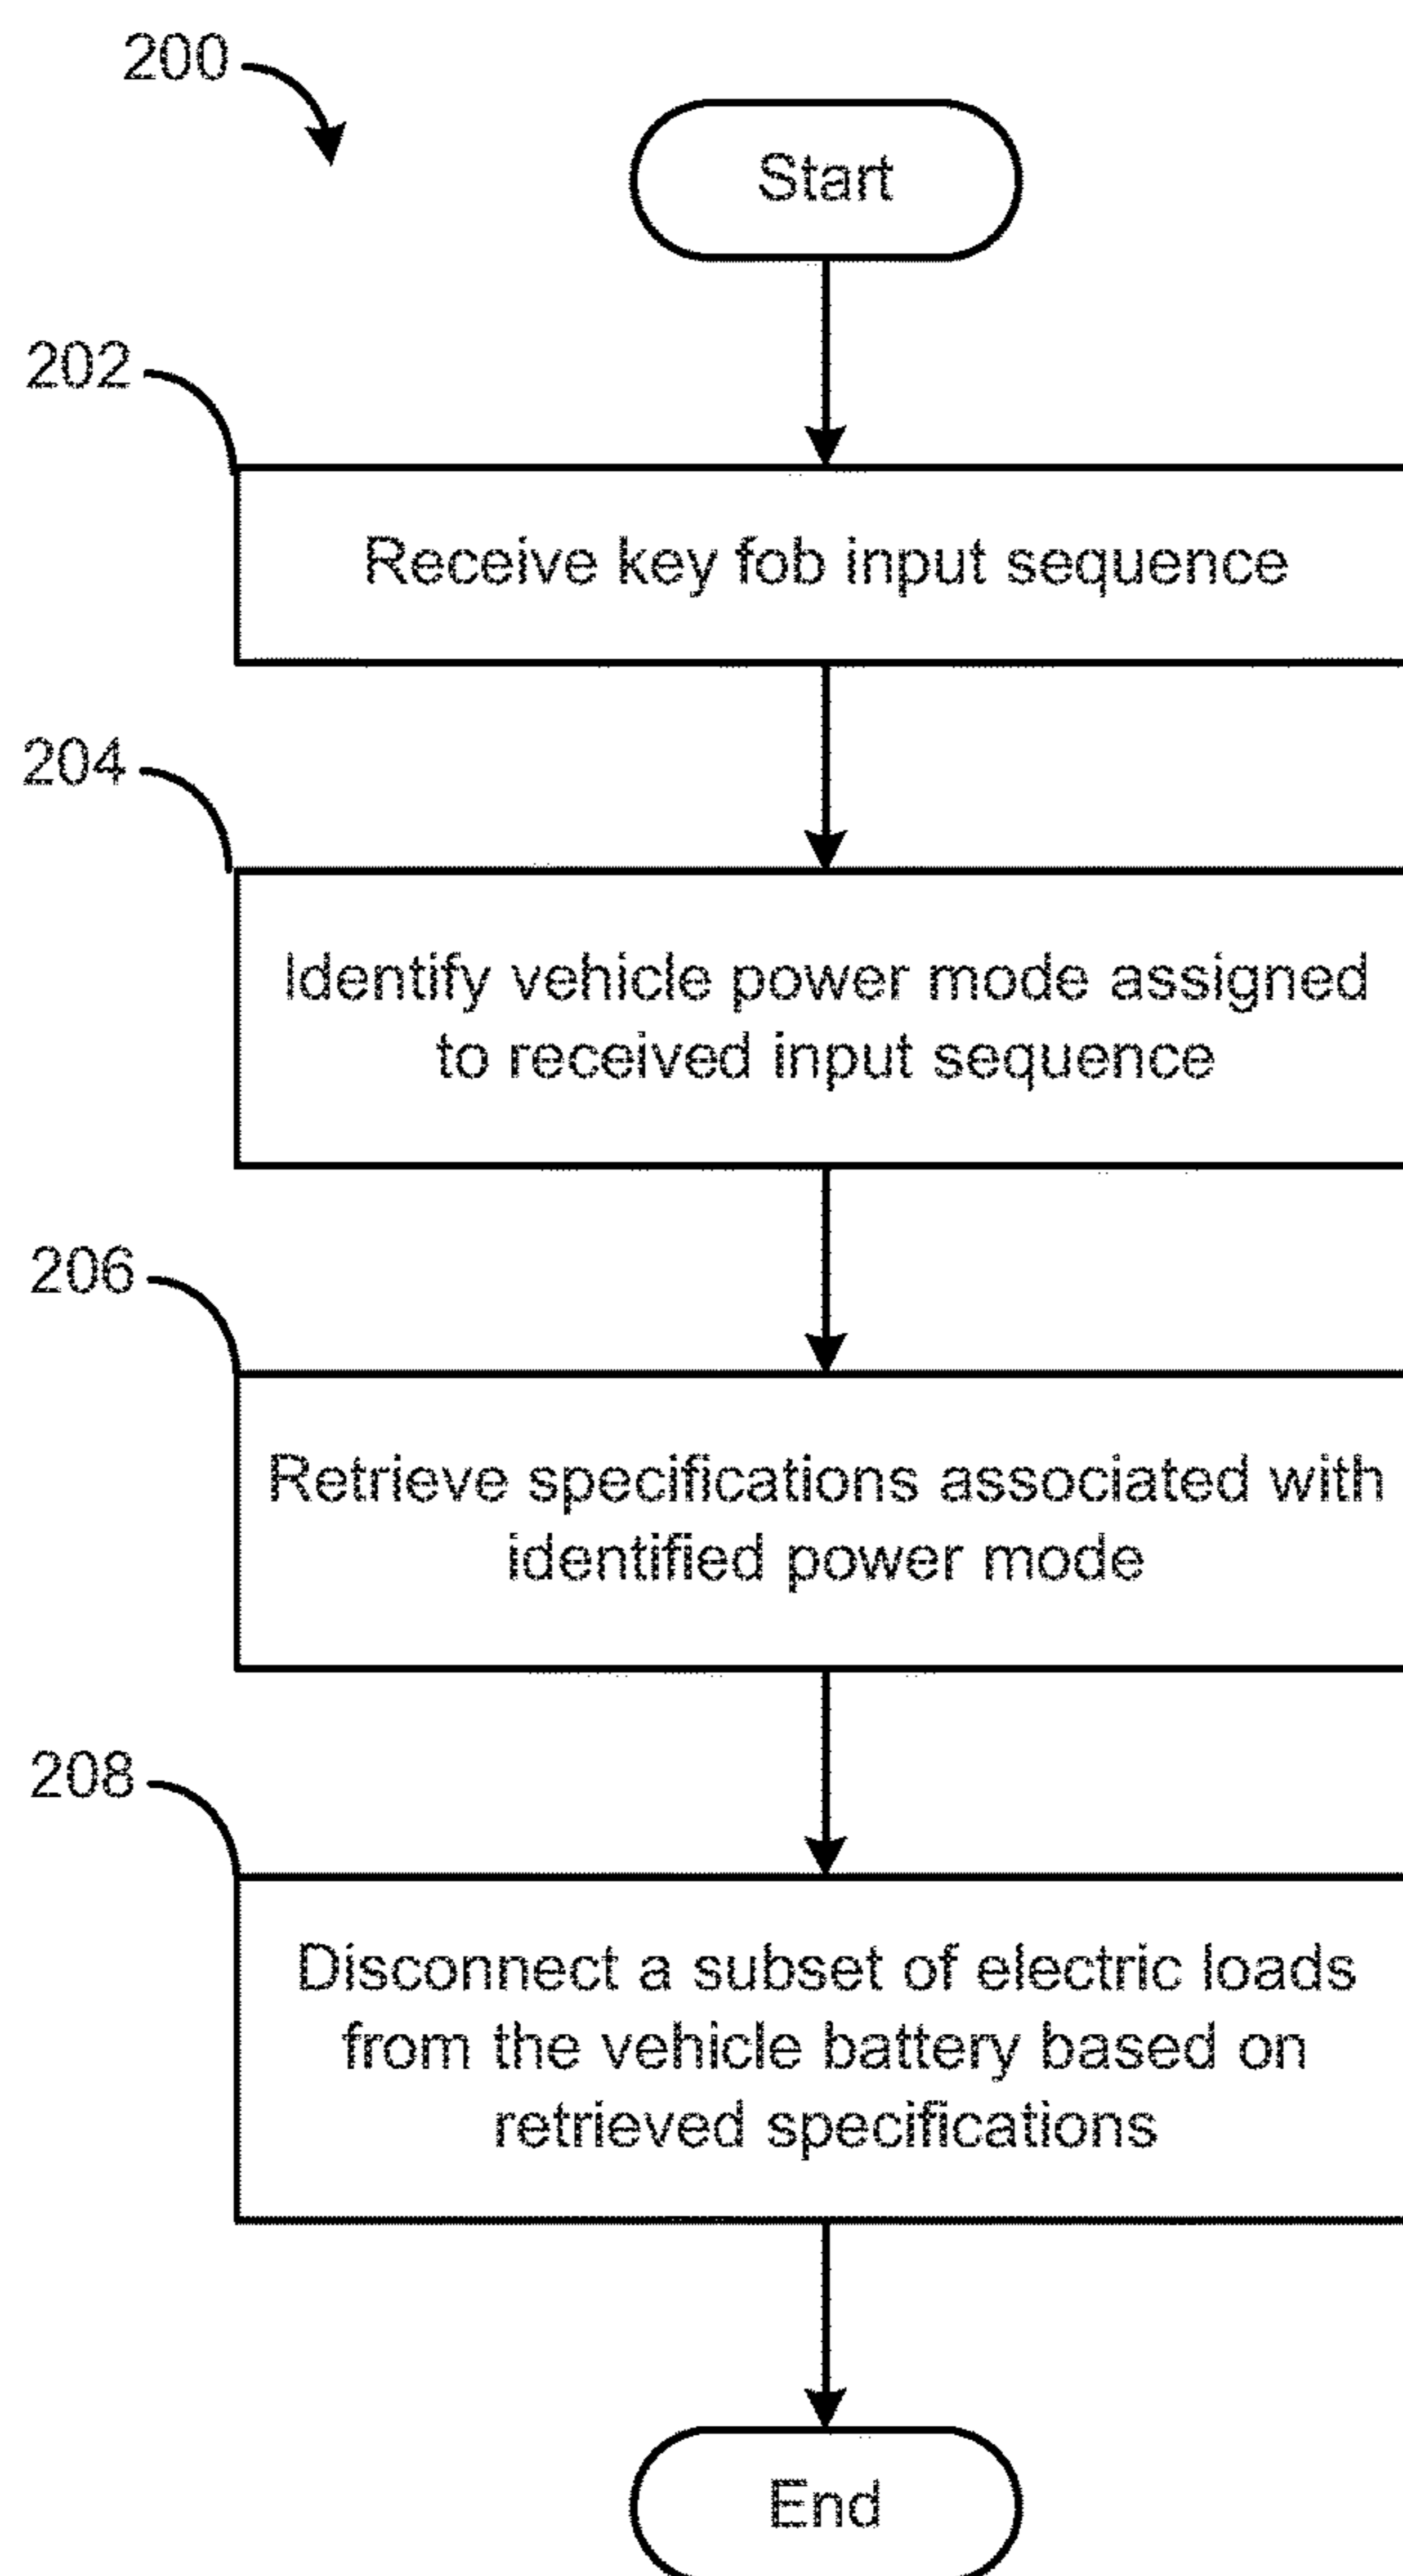 200
Start
202
Receive key fob input sequence
204
Identify vehicle power mode assigned
to received input sequence
206
Retrieve specifications associated with
identified power mode
208
Disconnect a subset of electric loads
from the vehicle battery based on
retrieved specifications
End